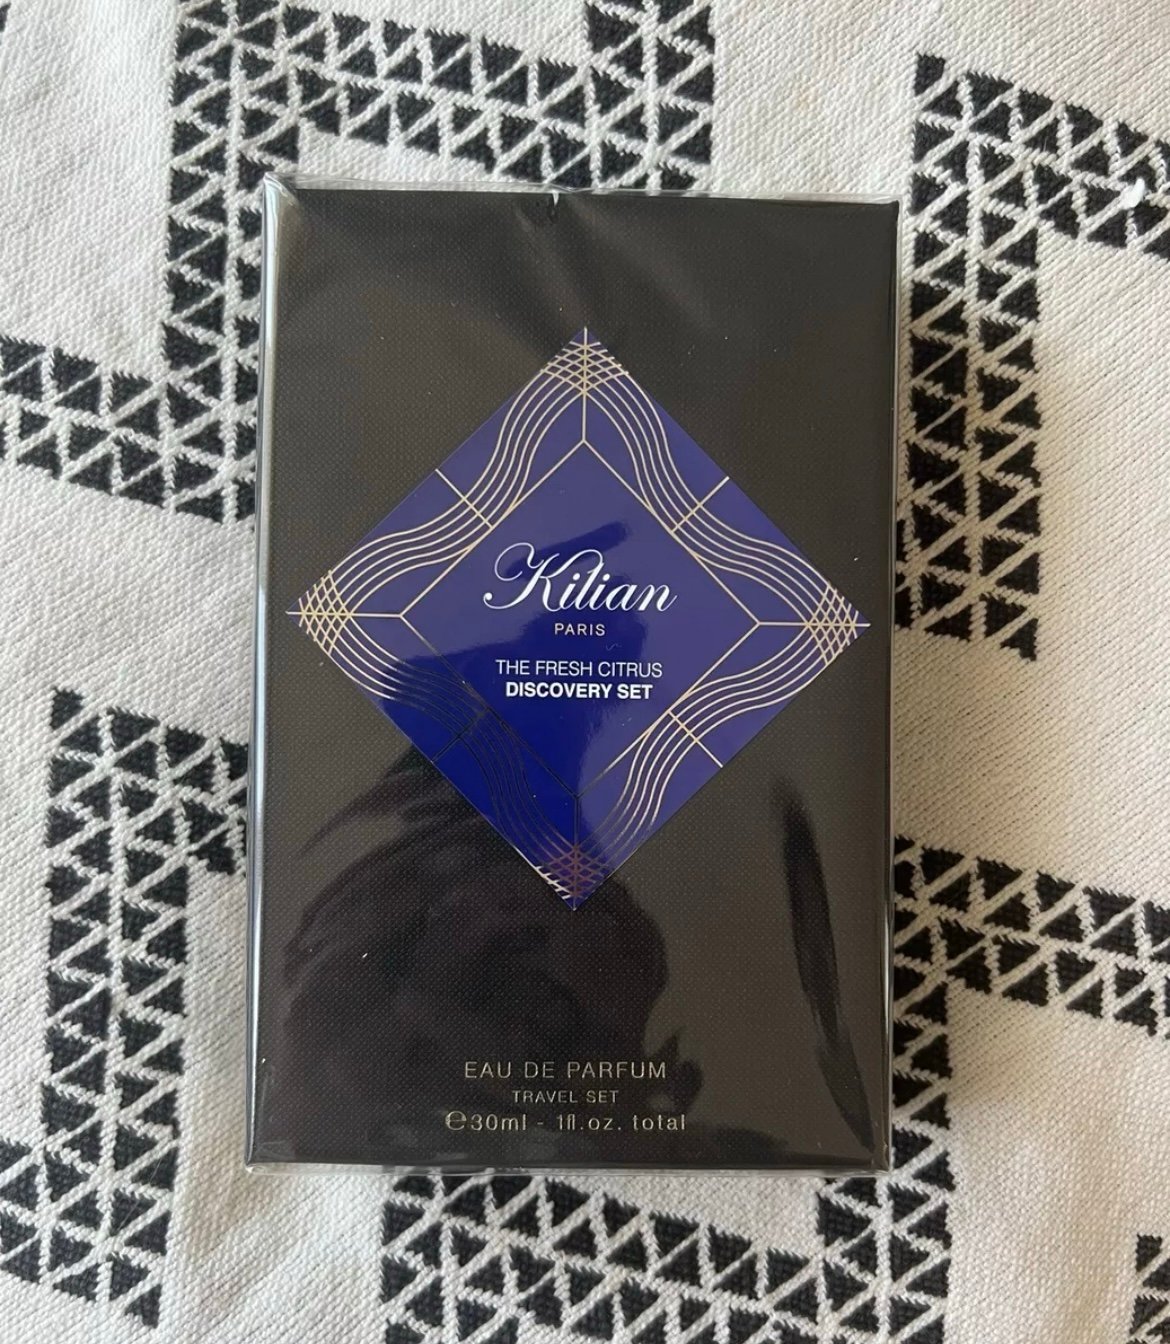 Kilian
PARIS
THE FRESH CITRUS
DISCOVERY SET
EAU DE PARFUM
TRAVEL SET
℮30ml - 1fl.oz. total